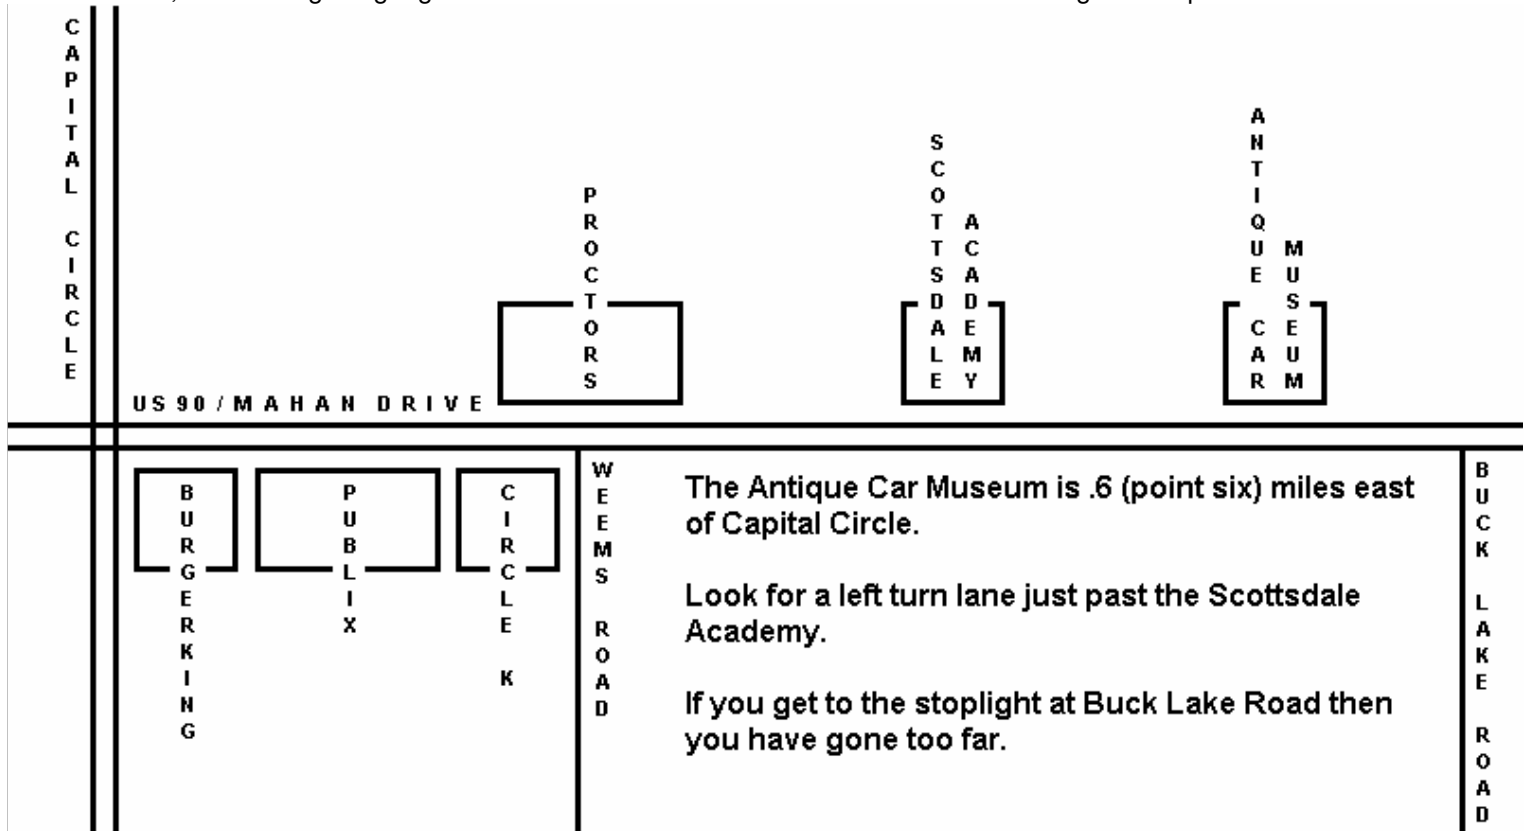 CAPITAL CIRCLE
PROCTORS
SCOTTSDALE
ACADEMY
ANTIQUE CAR
MUSEUM
US 90 / MAHAN DRIVE
BURGERKING
PUBLIX
CIRCLE K
WEEMS ROAD
The Antique Car Museum is .6 (point six) miles east
of Capital Circle.
Look for a left turn lane just past the Scottsdale
Academy.
If you get to the stoplight at Buck Lake Road then
you have gone too far.
BUCK LAKE ROAD